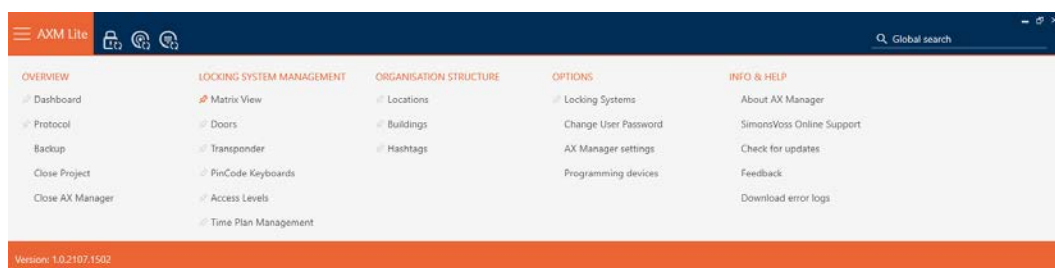 AXM Lite
Global search
OVERVIEW
Dashboard
Protocol
Backup
Close Project
Close AX Manager
LOCKING SYSTEM MANAGEMENT
Matrix View
Doors
Transponder
PinCode Keyboards
Access Levels
Time Plan Management
ORGANISATION STRUCTURE
Locations
Buildings
Hashtags
OPTIONS
Locking Systems
Change User Password
AX Manager settings
Programming devices
INFO & HELP
About AX Manager
SimonsVoss Online Support
Check for updates
Feedback
Download error logs
Version: 1.0.2107.1502